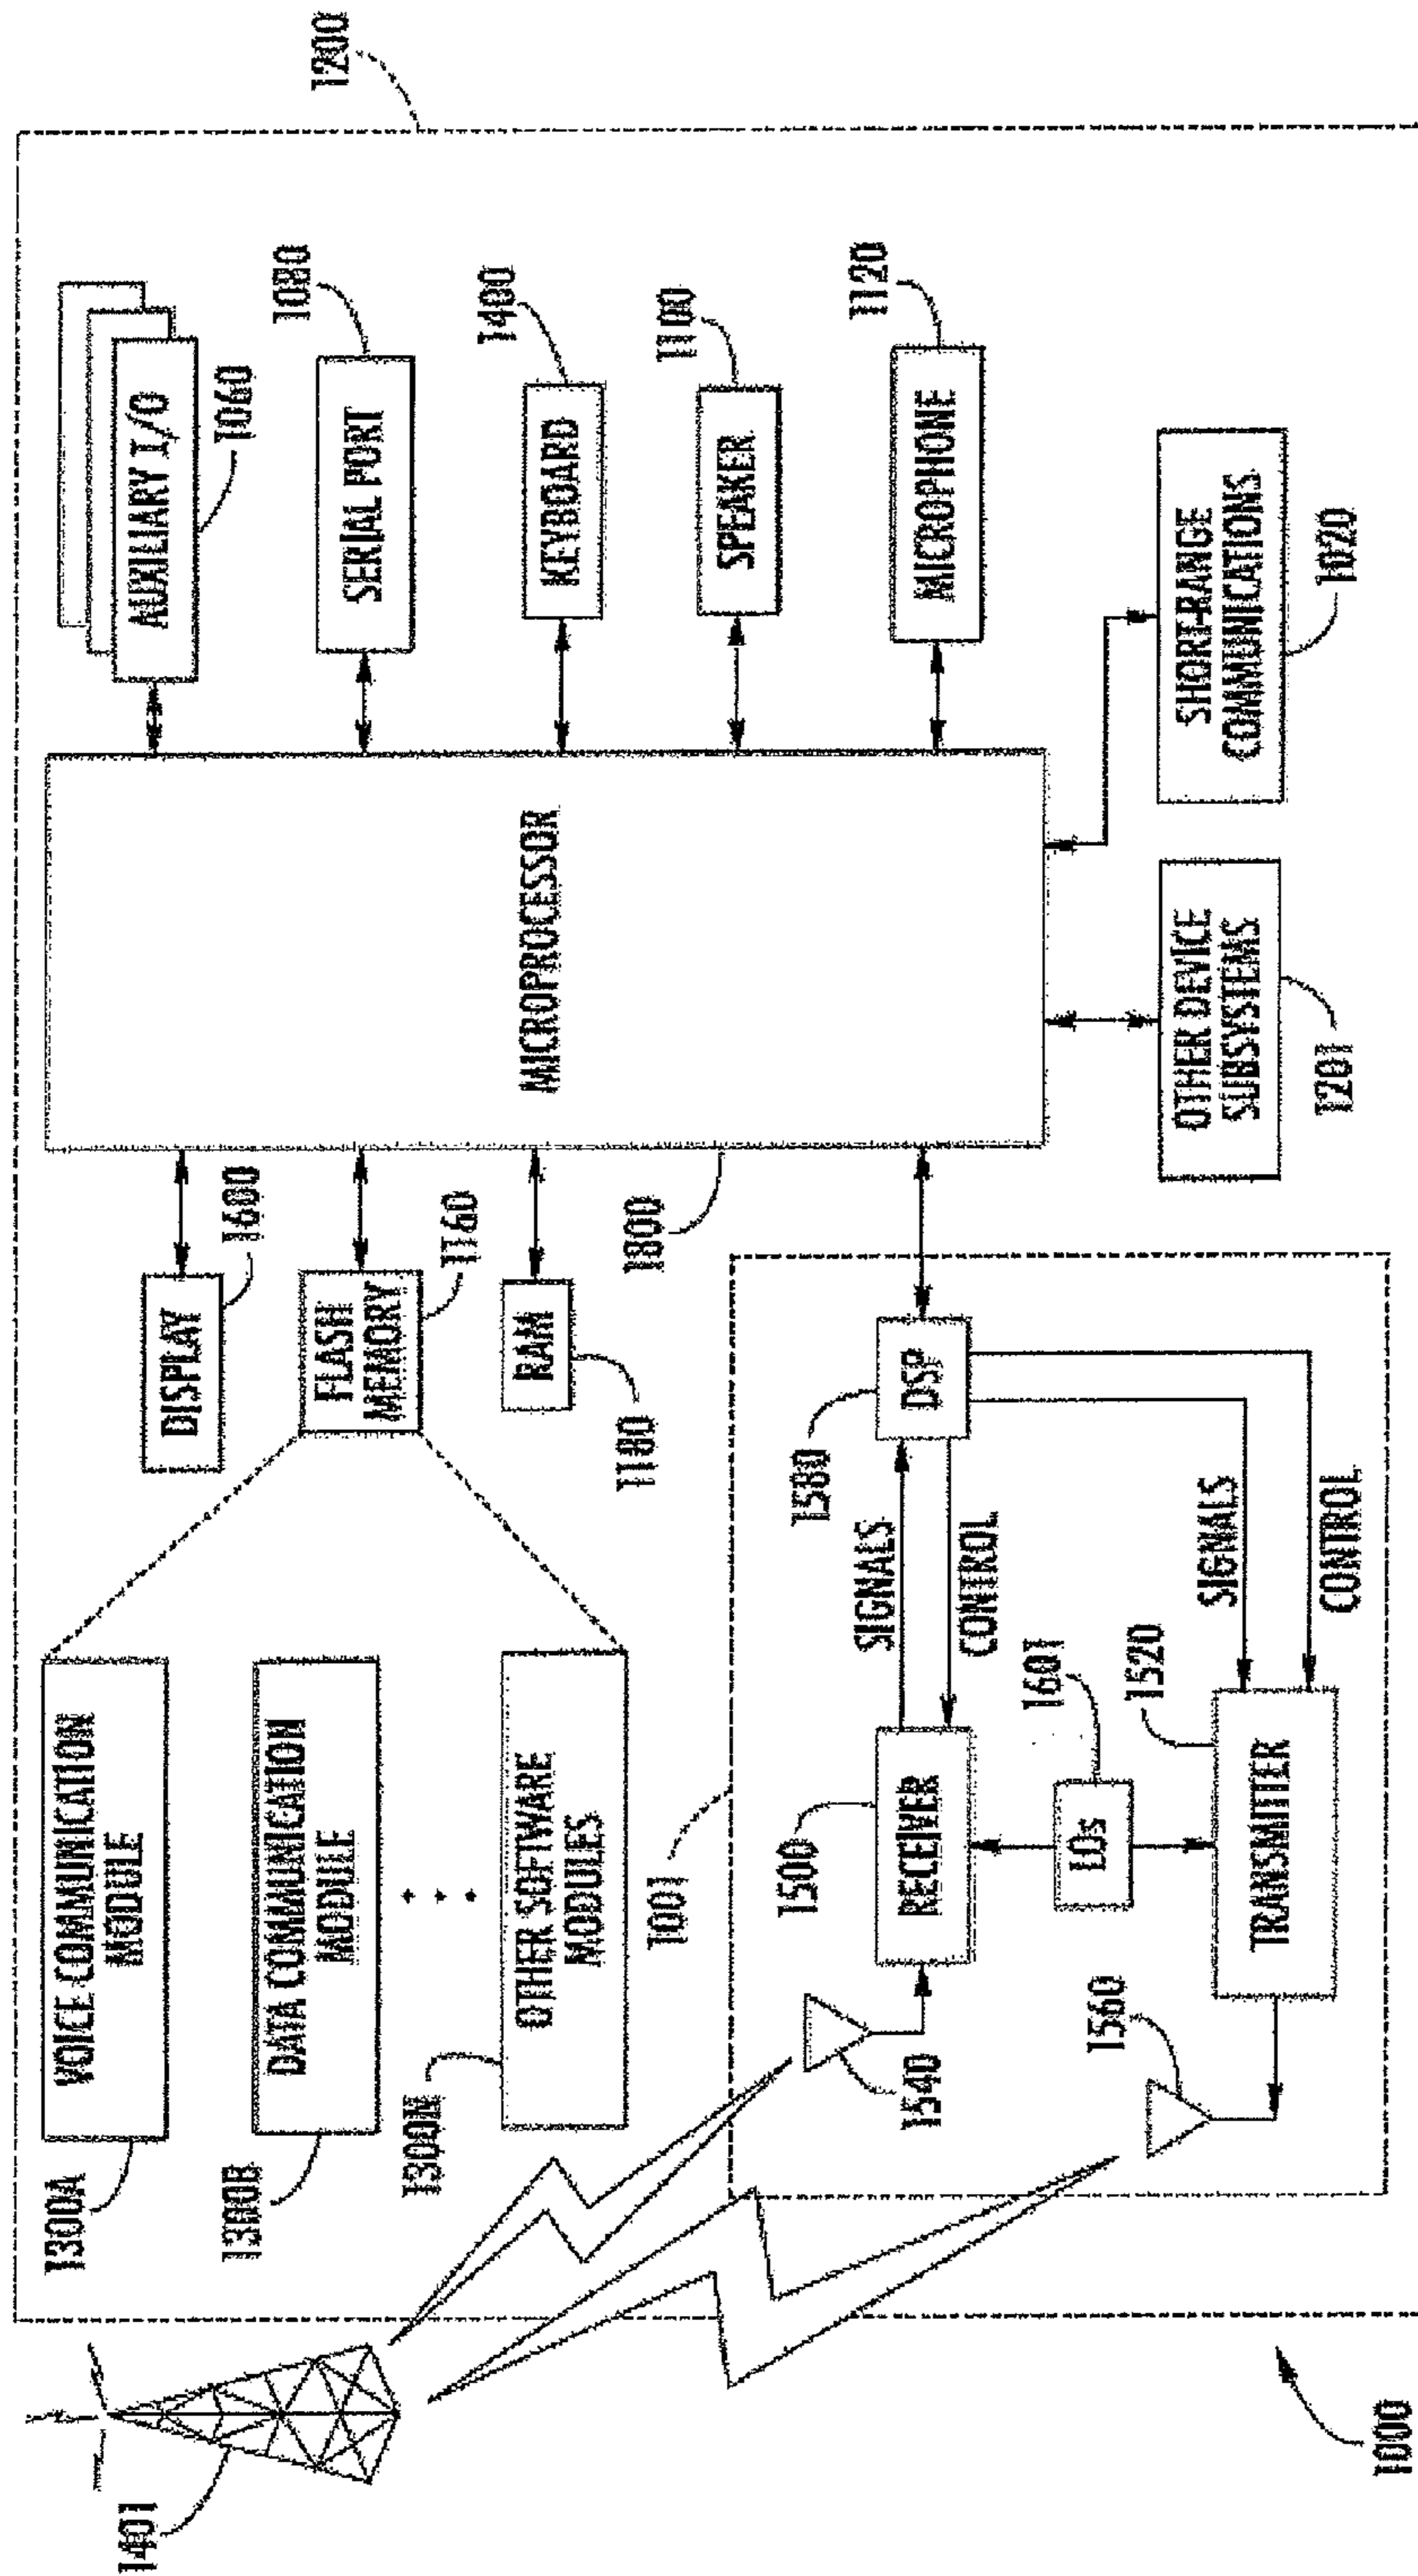 1200
AUXILIARY I/O
1060
SERIAL PORT
1080
KEYBOARD
1400
SPEAKER
1100
MICROPHONE
1120
SHORT-RANGE
COMMUNICATIONS
1020
MICROPROCESSOR
1800
OTHER DEVICE
SUBSYSTEMS
1201
DISPLAY
1600
FLASH
MEMORY
1160
RAM
1180
VOICE COMMUNICATION
MODULE
1300A
DATA COMMUNICATION
MODULE
1300B
OTHER SOFTWARE
MODULES
1300N
1001
DSP
1580
SIGNALS
CONTROL
SIGNALS
CONTROL
RECEIVER
1500
LOs
1601
TRANSMITTER
1520
1540
1560
1401
1000